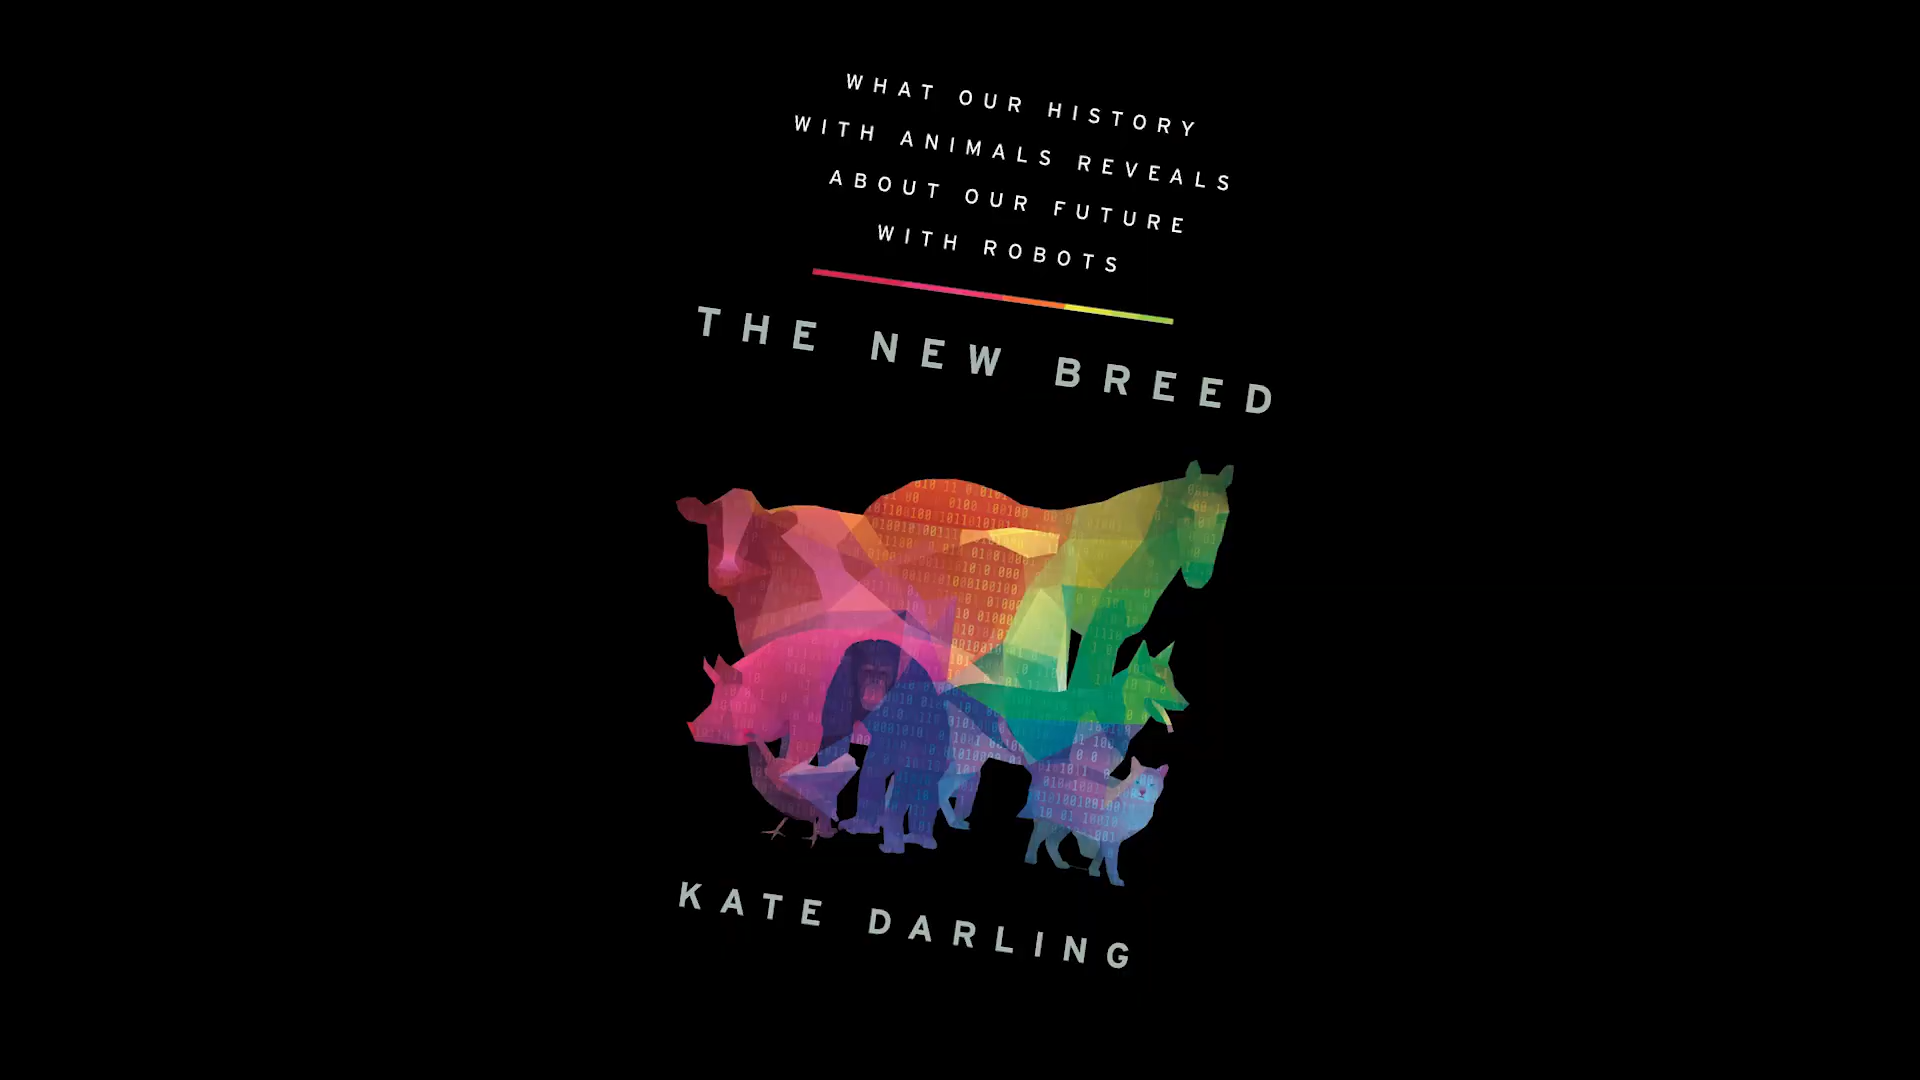 WHAT OUR HISTORY
WITH ANIMALS REVEALS
ABOUT OUR FUTURE
WITH ROBOTS
THE NEW BREED
KATE DARLING